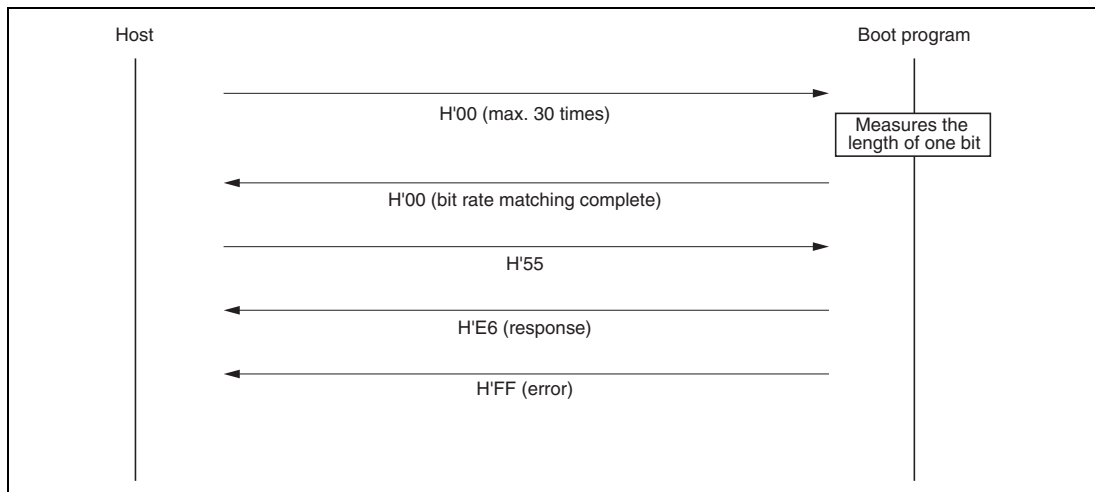 Host
Boot program
H'00 (max. 30 times)
Measures the
length of one bit
H'00 (bit rate matching complete)
H'55
H'E6 (response)
H'FF (error)